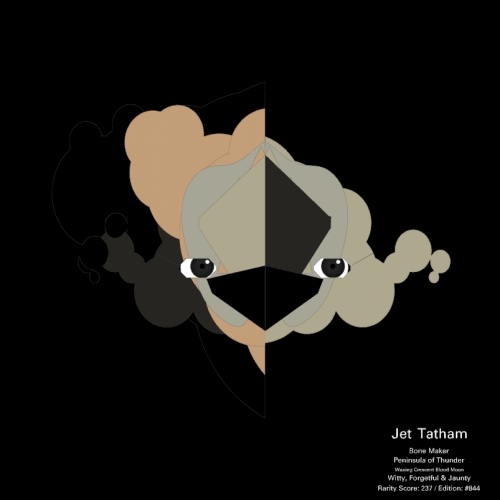 Jet Tatham
Bone Maker
Peninsula of Thunder
Waxing Crescent Blood Moon
Witty, Forgetful & Jaunty
Rarity Score: 237 / Edition: #844